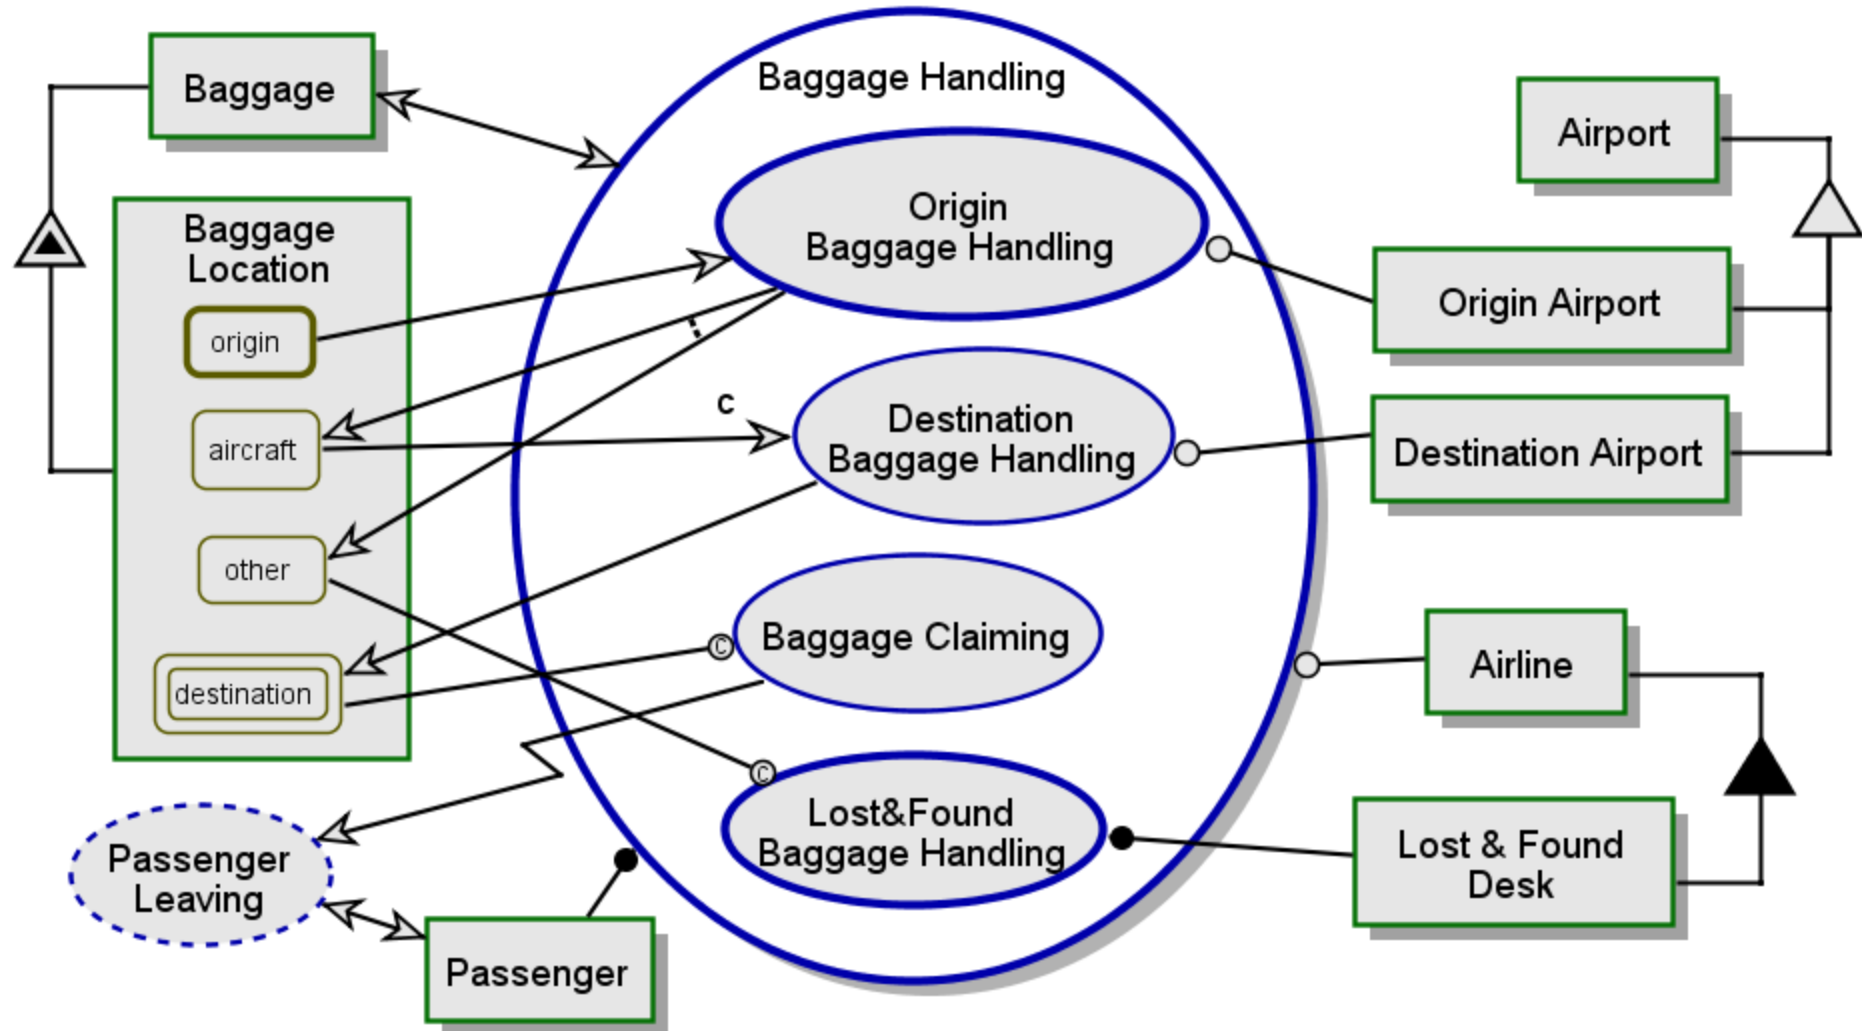 Baggage
Baggage Handling
Airport
Baggage
Location
origin
aircraft
other
destination
Origin
Baggage Handling
c
Destination
Baggage Handling
Baggage Claiming
Lost&Found
Baggage Handling
Origin Airport
Destination Airport
Airline
Lost & Found
Desk
C
C
Passenger
Leaving
Passenger